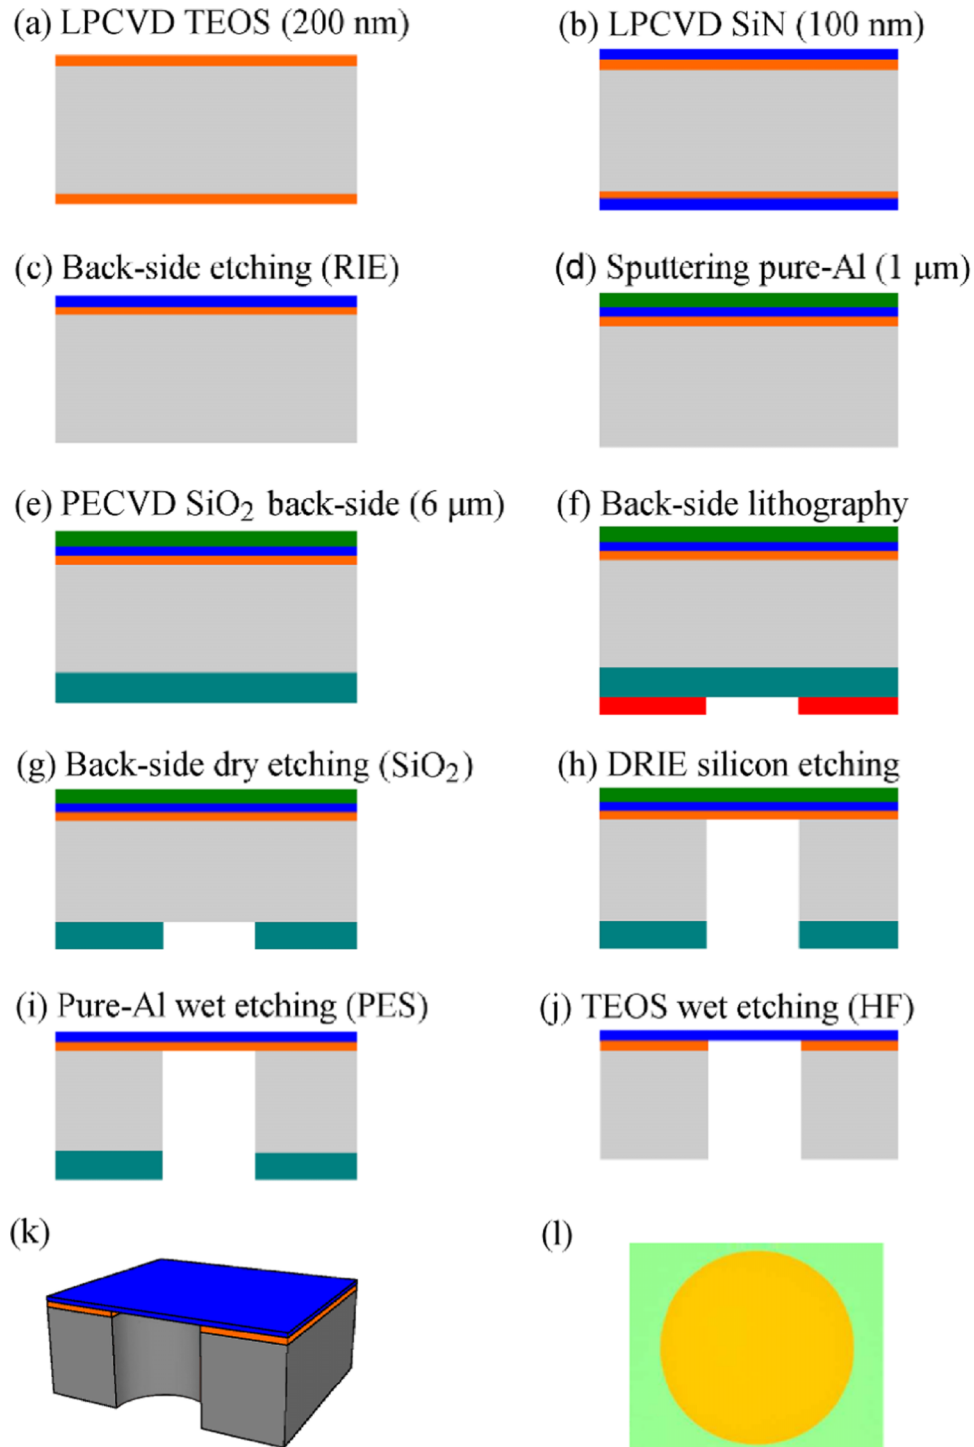 (a) LPCVD TEOS (200 nm)
(b) LPCVD SiN (100 nm)
(c) Back-side etching (RIE)
(d) Sputtering pure-Al (1 μm)
(e) PECVD SiO₂ back-side (6 μm)
(f) Back-side lithography
(g) Back-side dry etching (SiO₂)
(h) DRIE silicon etching
(i) Pure-Al wet etching (PES)
(j) TEOS wet etching (HF)
(k)
(l)